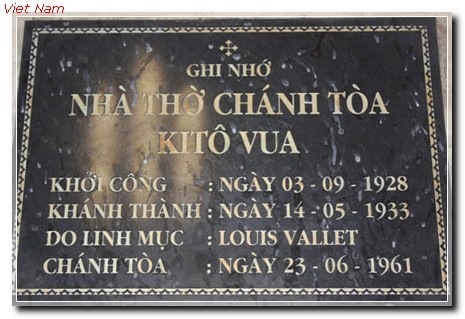 Viet Nam
GHI NHỚ
NHÀ THỜ CHÁNH TÒA
KITÔ VUA
KHỞI CÔNG : NGÀY 03 - 09 - 1928
KHÁNH THÀNH : NGÀY 14 - 05 - 1933
DO LINH MỤC : LOUIS VALLET
CHÁNH TÒA : NGÀY 23 - 06 - 1961